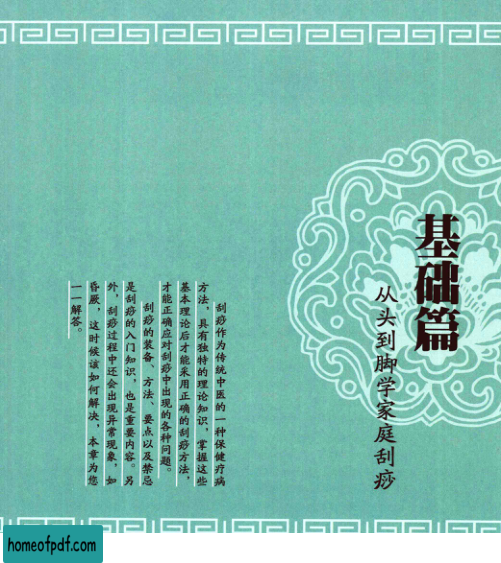 基础篇
从头到脚学家庭刮痧
刮痧作为传统中医的一种保健疗病
方法，具有独特的理论知识，掌握这些
基本理论后才能采用正确的刮痧方法，
才能正确应对刮痧中出现的各种问题。
刮痧的装备、方法、要点以及禁忌
是刮痧的入门知识，也是重要内容。另
外，刮痧过程中还会出现异常现象，如
昏厥，这时候该如何解决，本章为您
一一解答。
homeofpdf.com